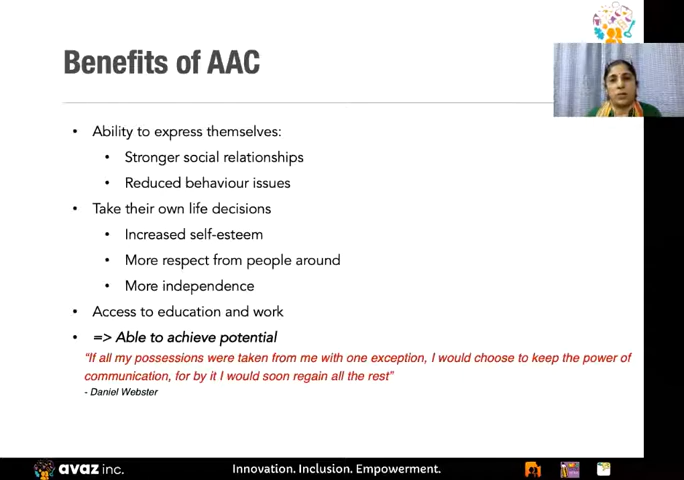 Benefits of AAC
• Ability to express themselves:
• Stronger social relationships
• Reduced behaviour issues
• Take their own life decisions
• Increased self-esteem
• More respect from people around
• More independence
• Access to education and work
• => Able to achieve potential
“If all my possessions were taken from me with one exception, I would choose to keep the power of
communication, for by it I would soon regain all the rest”
- Daniel Webster
avaz inc.
Innovation. Inclusion. Empowerment.